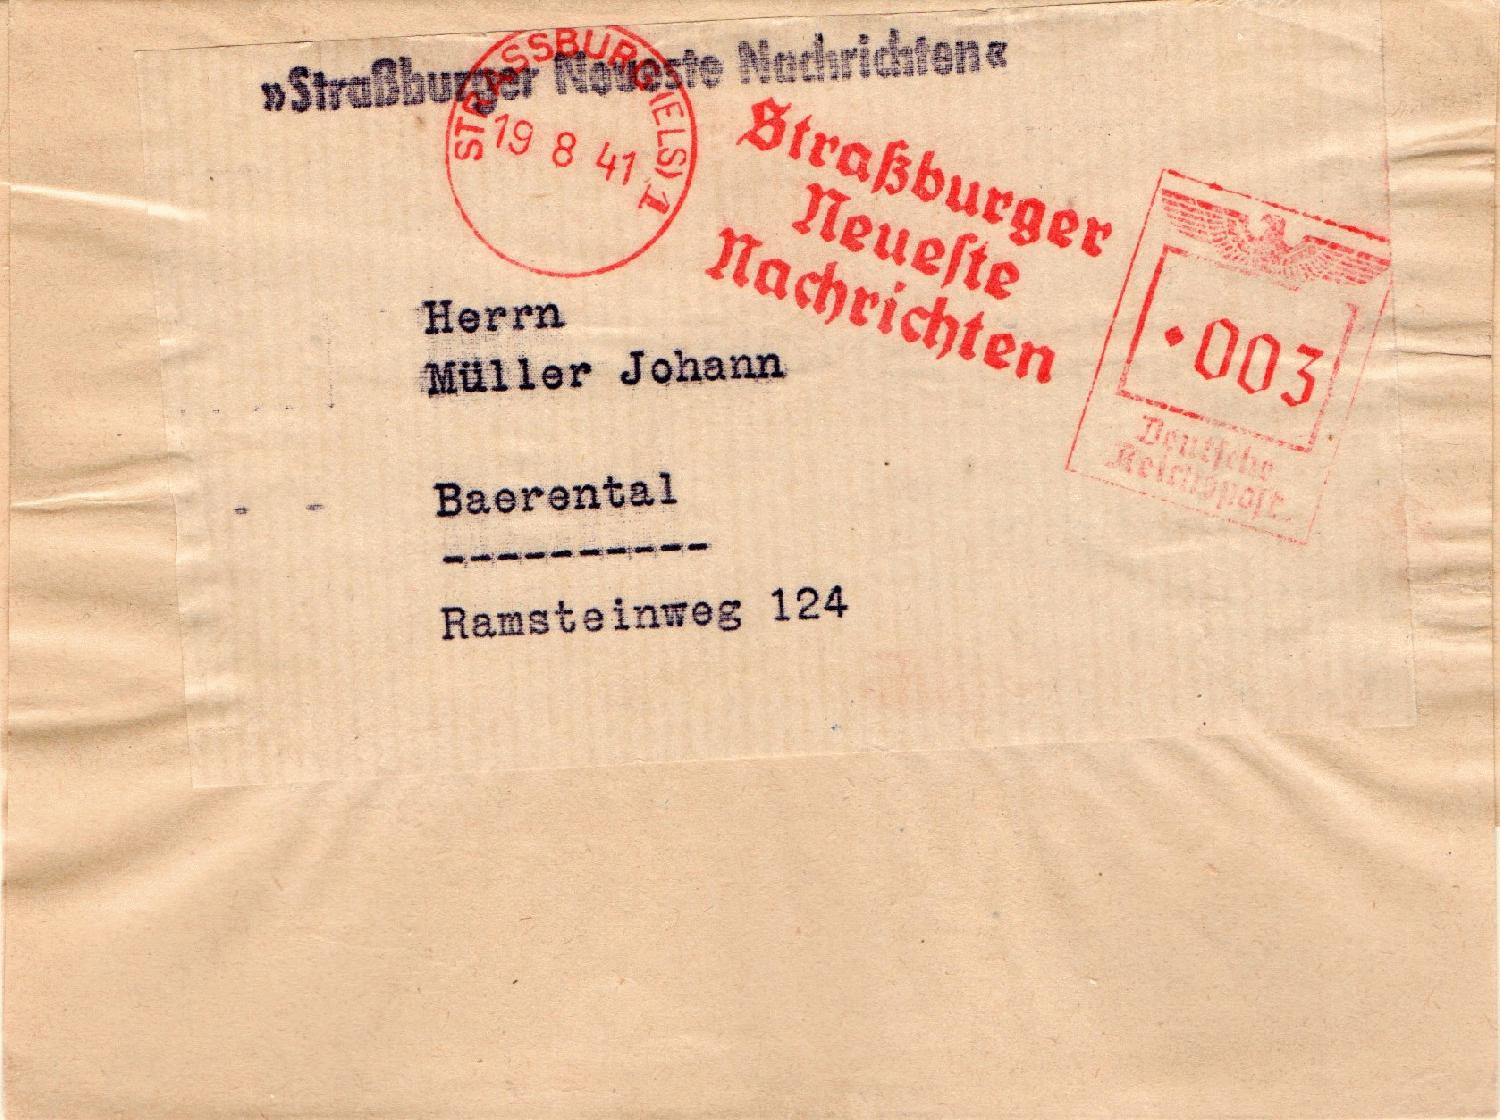 »Straßburger Neueste Nachrichten«
STRASSBURG (ELS) 1
19 8 41
Straßburger
Neueſte
Nachrichten
003
Deutſche
Reichspoſt
Herrn
Müller Johann
Baerental
----------
Ramsteinweg 124